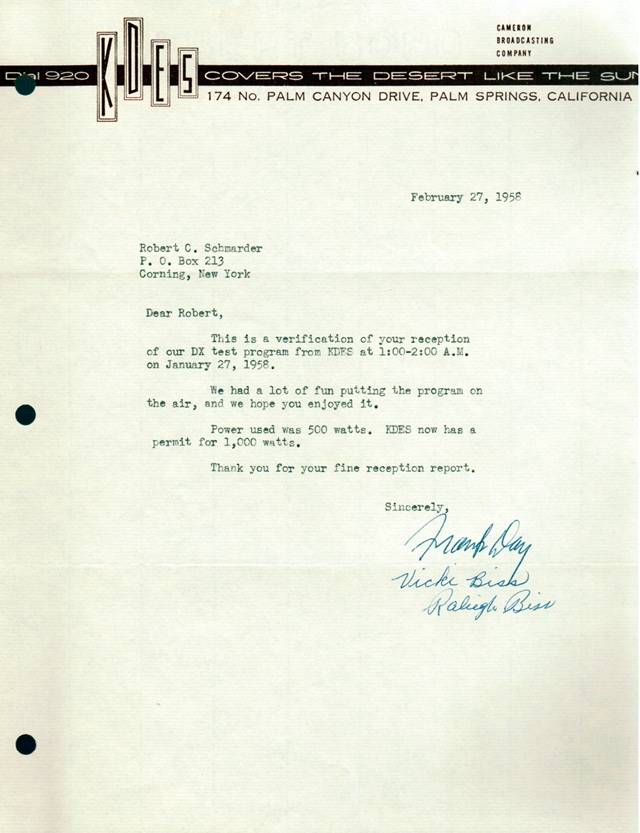 CAMERON
BROADCASTING
COMPANY
Dial 920 KDES COVERS THE DESERT LIKE THE SUN
174 No. PALM CANYON DRIVE, PALM SPRINGS, CALIFORNIA
February 27, 1958
Robert C. Schmarder
P. O. Box 213
Corning, New York
Dear Robert,
This is a verification of your reception
of our DX test program from KDES at 1:00-2:00 A.M.
on January 27, 1958.
We had a lot of fun putting the program on
the air, and we hope you enjoyed it.
Power used was 500 watts. KDES now has a
permit for 1,000 watts.
Thank you for your fine reception report.
Sincerely,
Frank Day
Vicki Biss
Raleigh Biss